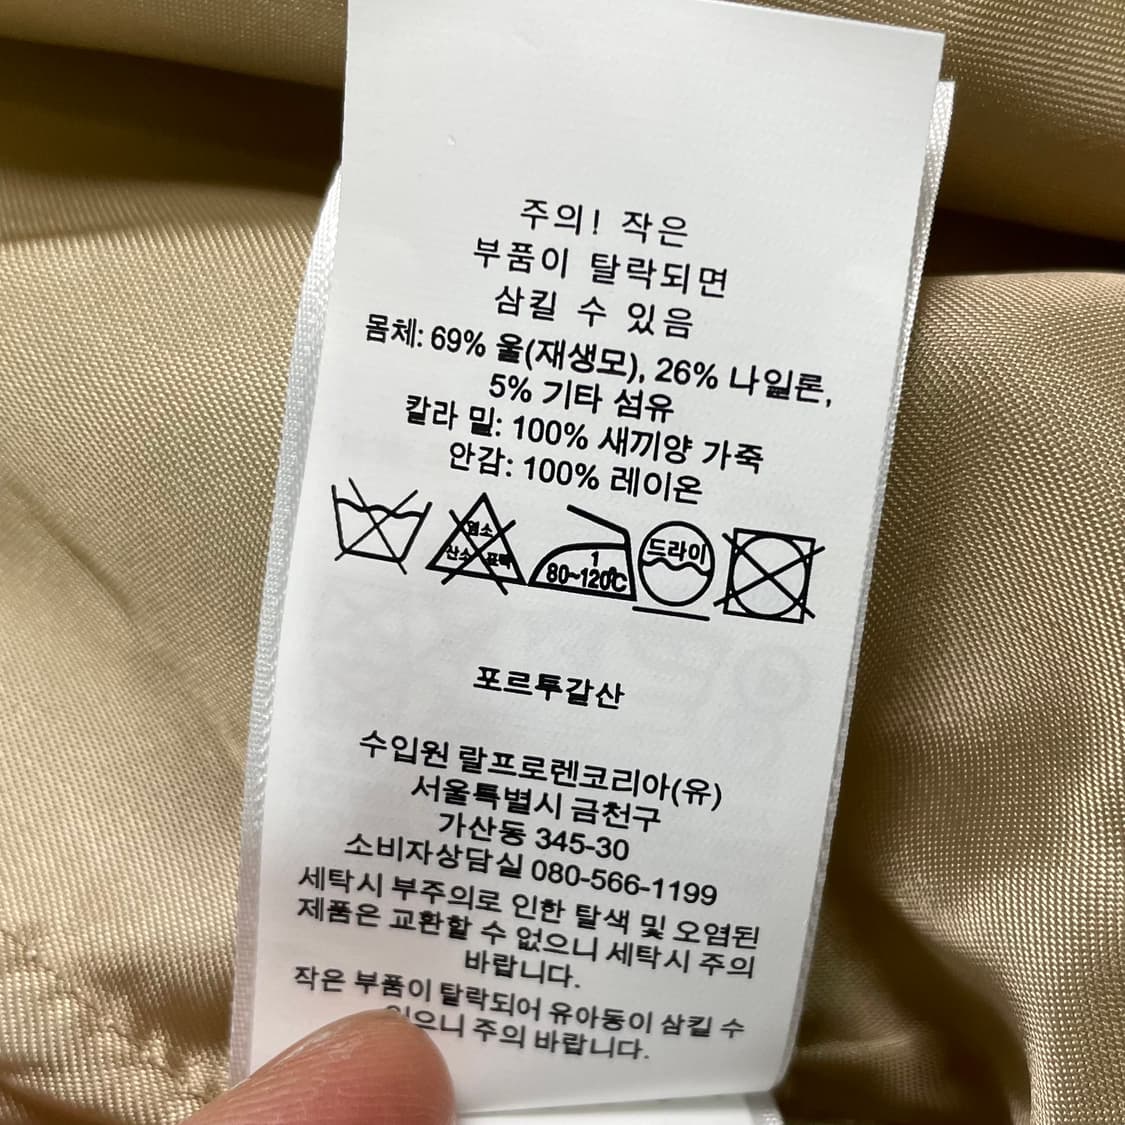 주의! 작은
부품이 탈락되면
삼킬 수 있음
몸체: 69% 울(재생모), 26% 나일론,
5% 기타 섬유
칼라 밑: 100% 새끼양 가죽
안감: 100% 레이온
염소
산소 표백
1
80~120℃
드라이
포르투갈산
수입원 랄프로렌코리아(유)
서울특별시 금천구
가산동 345-30
소비자상담실 080-566-1199
세탁시 부주의로 인한 탈색 및 오염된
제품은 교환할 수 없으니 세탁시 주의
바랍니다.
작은 부품이 탈락되어 유아동이 삼킬 수
있으니 주의 바랍니다.